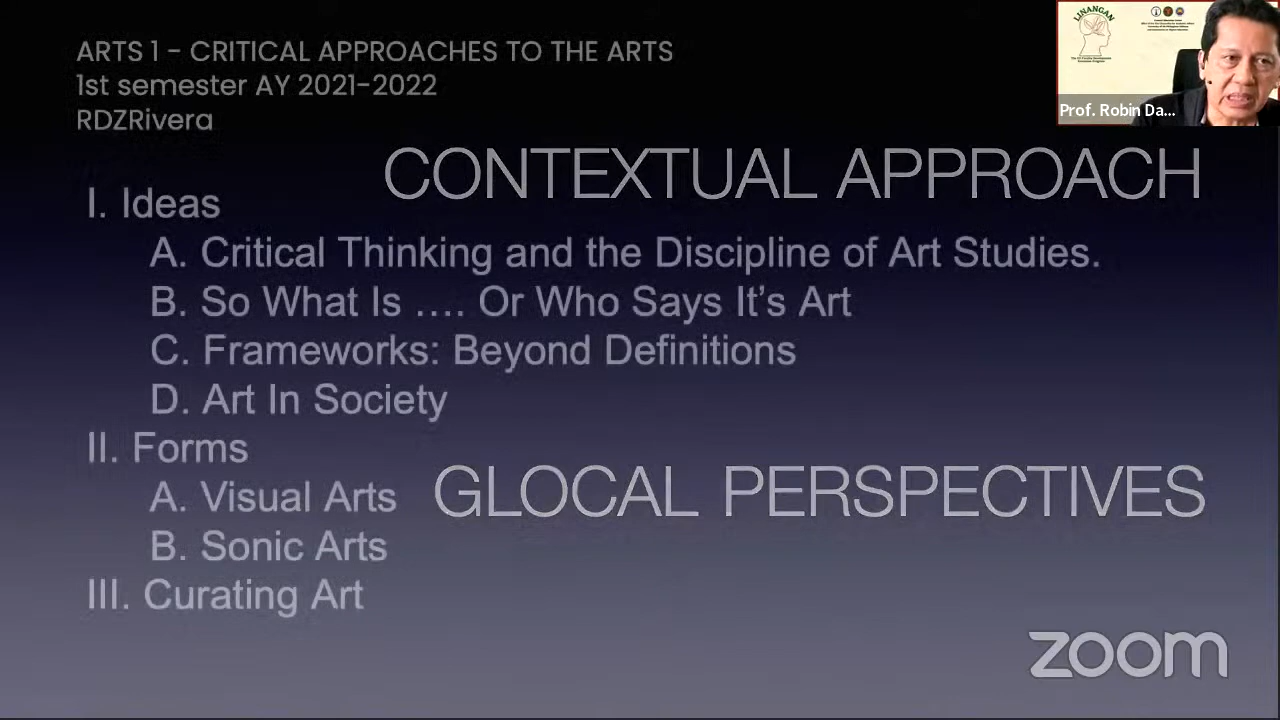 ARTS 1 - CRITICAL APPROACHES TO THE ARTS
1st semester AY 2021-2022
RDZRivera
LINANGAN
Prof. Robin Da...
CONTEXTUAL APPROACH
I. Ideas
A. Critical Thinking and the Discipline of Art Studies.
B. So What Is .... Or Who Says It's Art
C. Frameworks: Beyond Definitions
D. Art In Society
II. Forms
A. Visual Arts
GLOCAL PERSPECTIVES
B. Sonic Arts
III. Curating Art
zoom